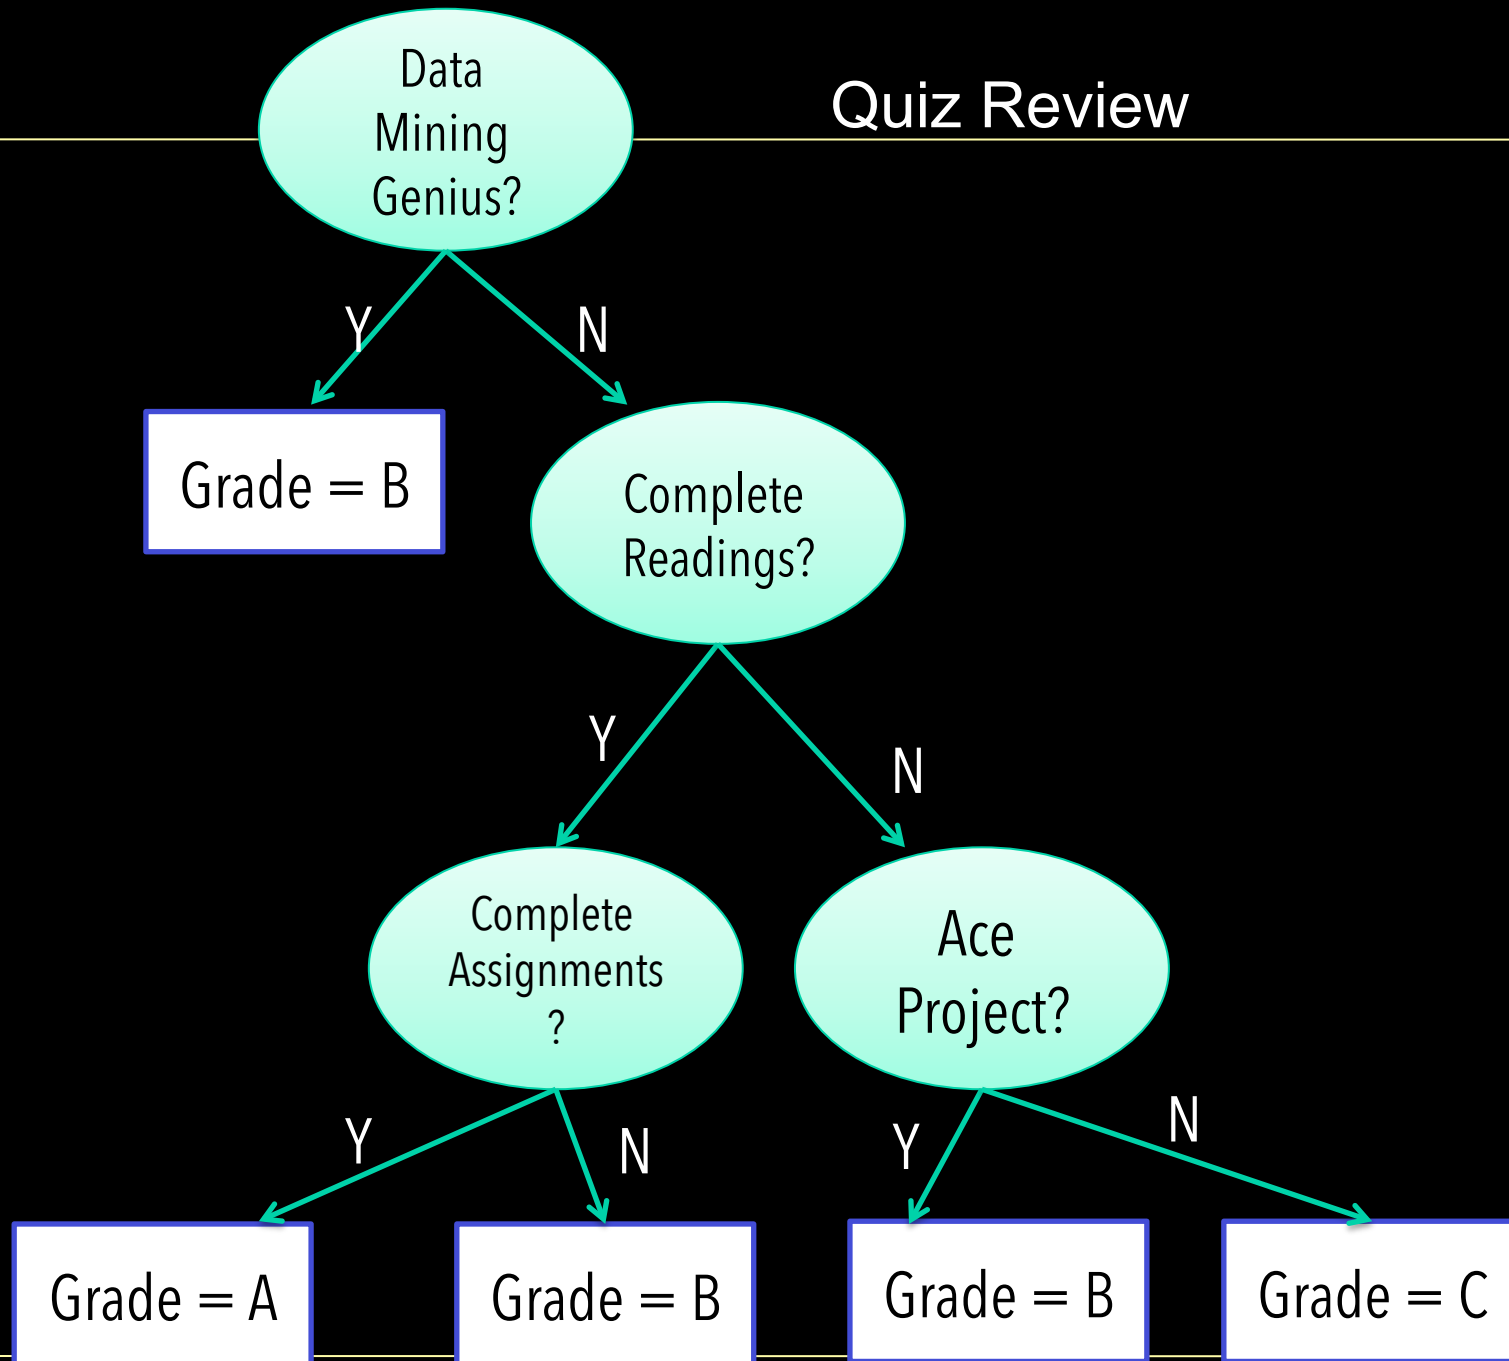 Quiz Review
Data
Mining
Genius?
Y
N
Grade = B
Complete
Readings?
Y
N
Complete
Assignments
?
Ace
Project?
Y
N
Y
N
Grade = A
Grade = B
Grade = B
Grade = C